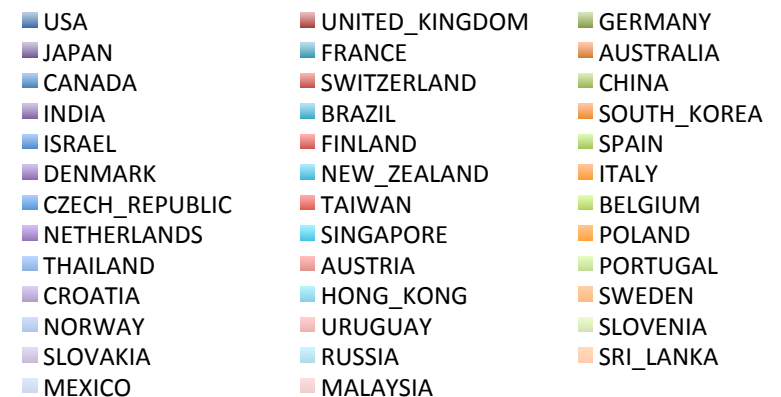 USA UNITED_KINGDOM GERMANY
JAPAN FRANCE AUSTRALIA
CANADA SWITZERLAND CHINA
INDIA BRAZIL SOUTH_KOREA
ISRAEL FINLAND SPAIN
DENMARK NEW_ZEALAND ITALY
CZECH_REPUBLIC TAIWAN BELGIUM
NETHERLANDS SINGAPORE POLAND
THAILAND AUSTRIA PORTUGAL
CROATIA HONG_KONG SWEDEN
NORWAY URUGUAY SLOVENIA
SLOVAKIA RUSSIA SRI_LANKA
MEXICO MALAYSIA